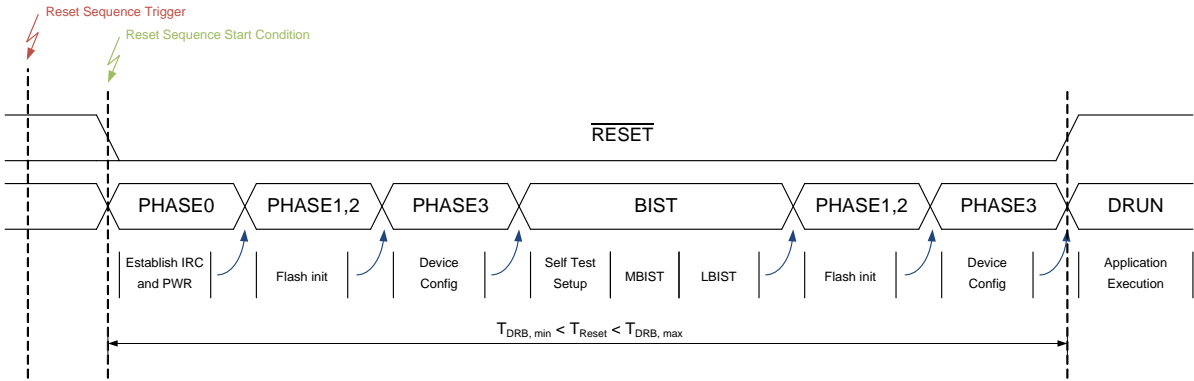 Reset Sequence Trigger
Reset Sequence Start Condition
RESET
PHASE0 PHASE1,2 PHASE3 BIST PHASE1,2 PHASE3 DRUN
Establish IRC
and PWR
Flash init
Device
Config
Self Test
Setup
MBIST
LBIST
Flash init
Device
Config
Application
Execution
TDRB, min < TReset < TDRB, max